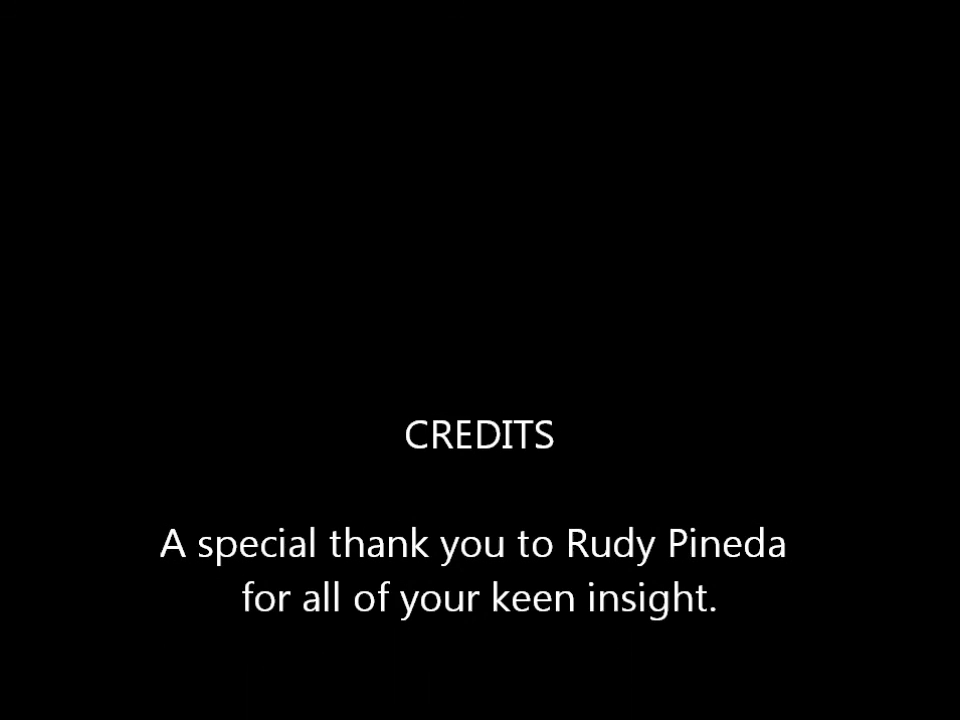 CREDITS
A special thank you to Rudy Pineda
for all of your keen insight.